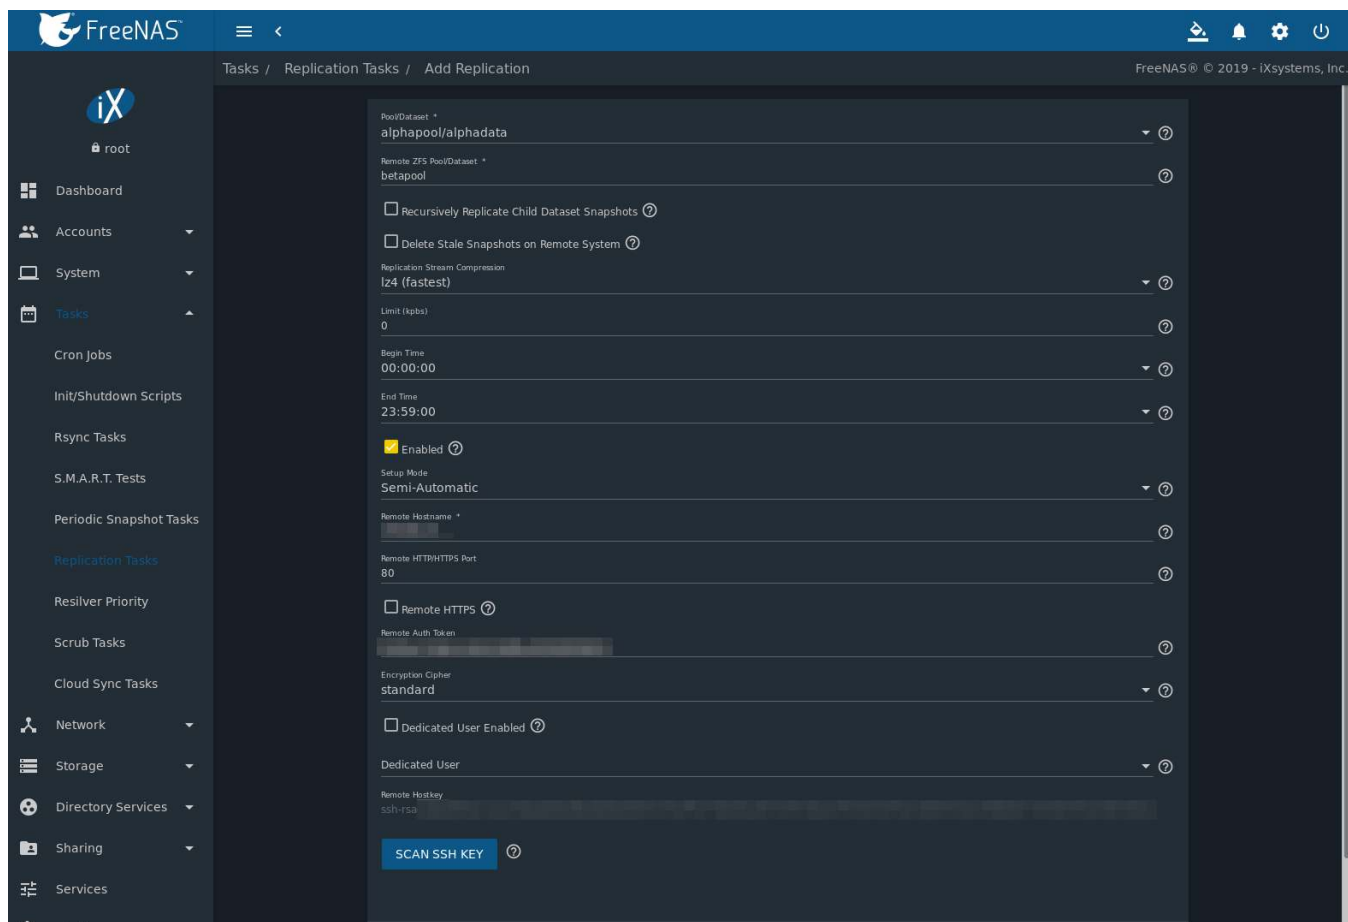 FreeNAS
Tasks / Replication Tasks / Add Replication
FreeNAS® © 2019 - iXsystems, Inc.
iX
root
Dashboard
Accounts
System
Tasks
Cron Jobs
Init/Shutdown Scripts
Rsync Tasks
S.M.A.R.T. Tests
Periodic Snapshot Tasks
Replication Tasks
Resilver Priority
Scrub Tasks
Cloud Sync Tasks
Network
Storage
Directory Services
Sharing
Services
Pool/Dataset *
alphapool/alphadata
Remote ZFS Pool/Dataset *
betapool
Recursively Replicate Child Dataset Snapshots
Delete Stale Snapshots on Remote System
Replication Stream Compression
lz4 (fastest)
Limit (kpbs)
0
Begin Time
00:00:00
End Time
23:59:00
Enabled
Setup Mode
Semi-Automatic
Remote Hostname *
Remote HTTP/HTTPS Port
80
Remote HTTPS
Remote Auth Token
Encryption Cipher
standard
Dedicated User Enabled
Dedicated User
Remote Hostkey
ssh-rsa
SCAN SSH KEY